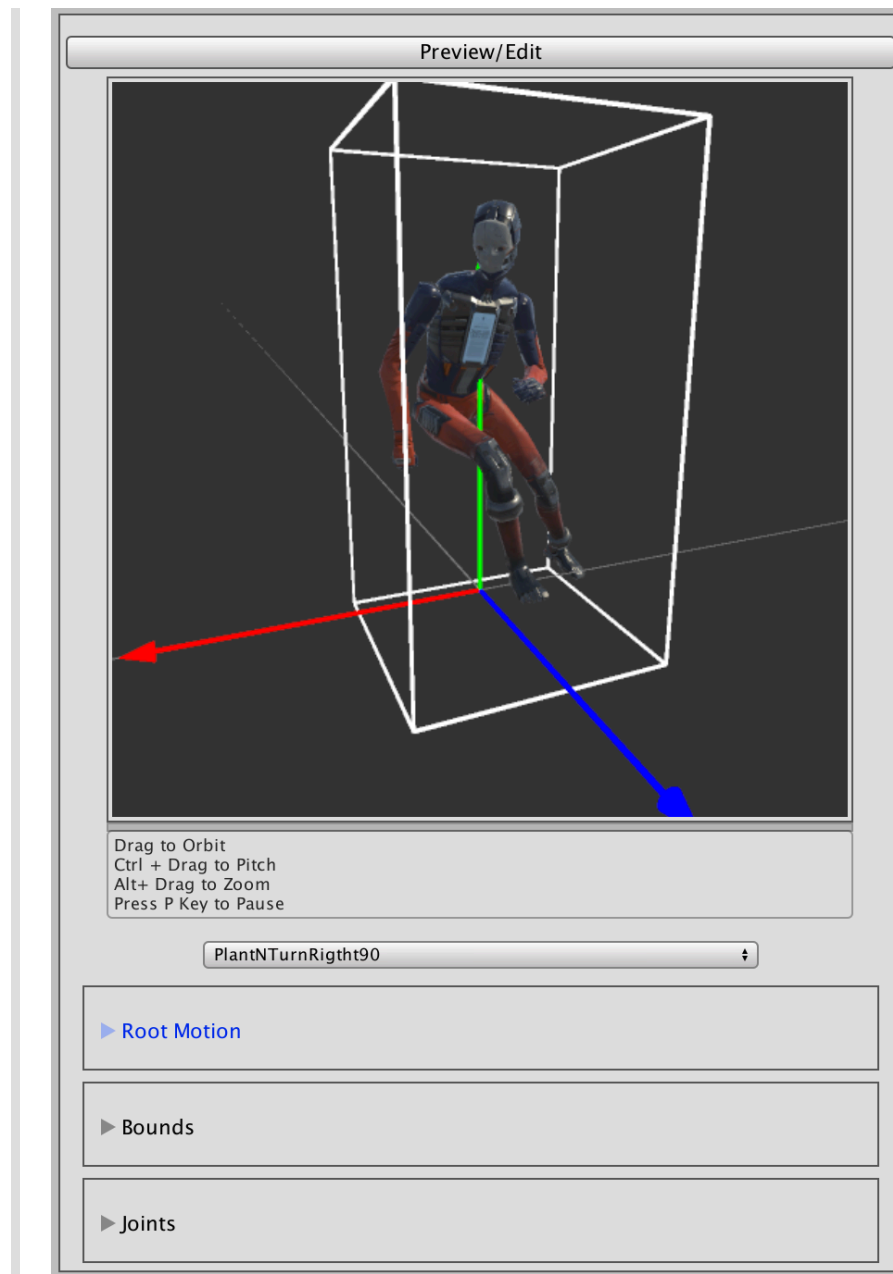 Preview/Edit
Drag to Orbit
Ctrl + Drag to Pitch
Alt+ Drag to Zoom
Press P Key to Pause
PlantNTurnRigtht90
Root Motion
Bounds
Joints